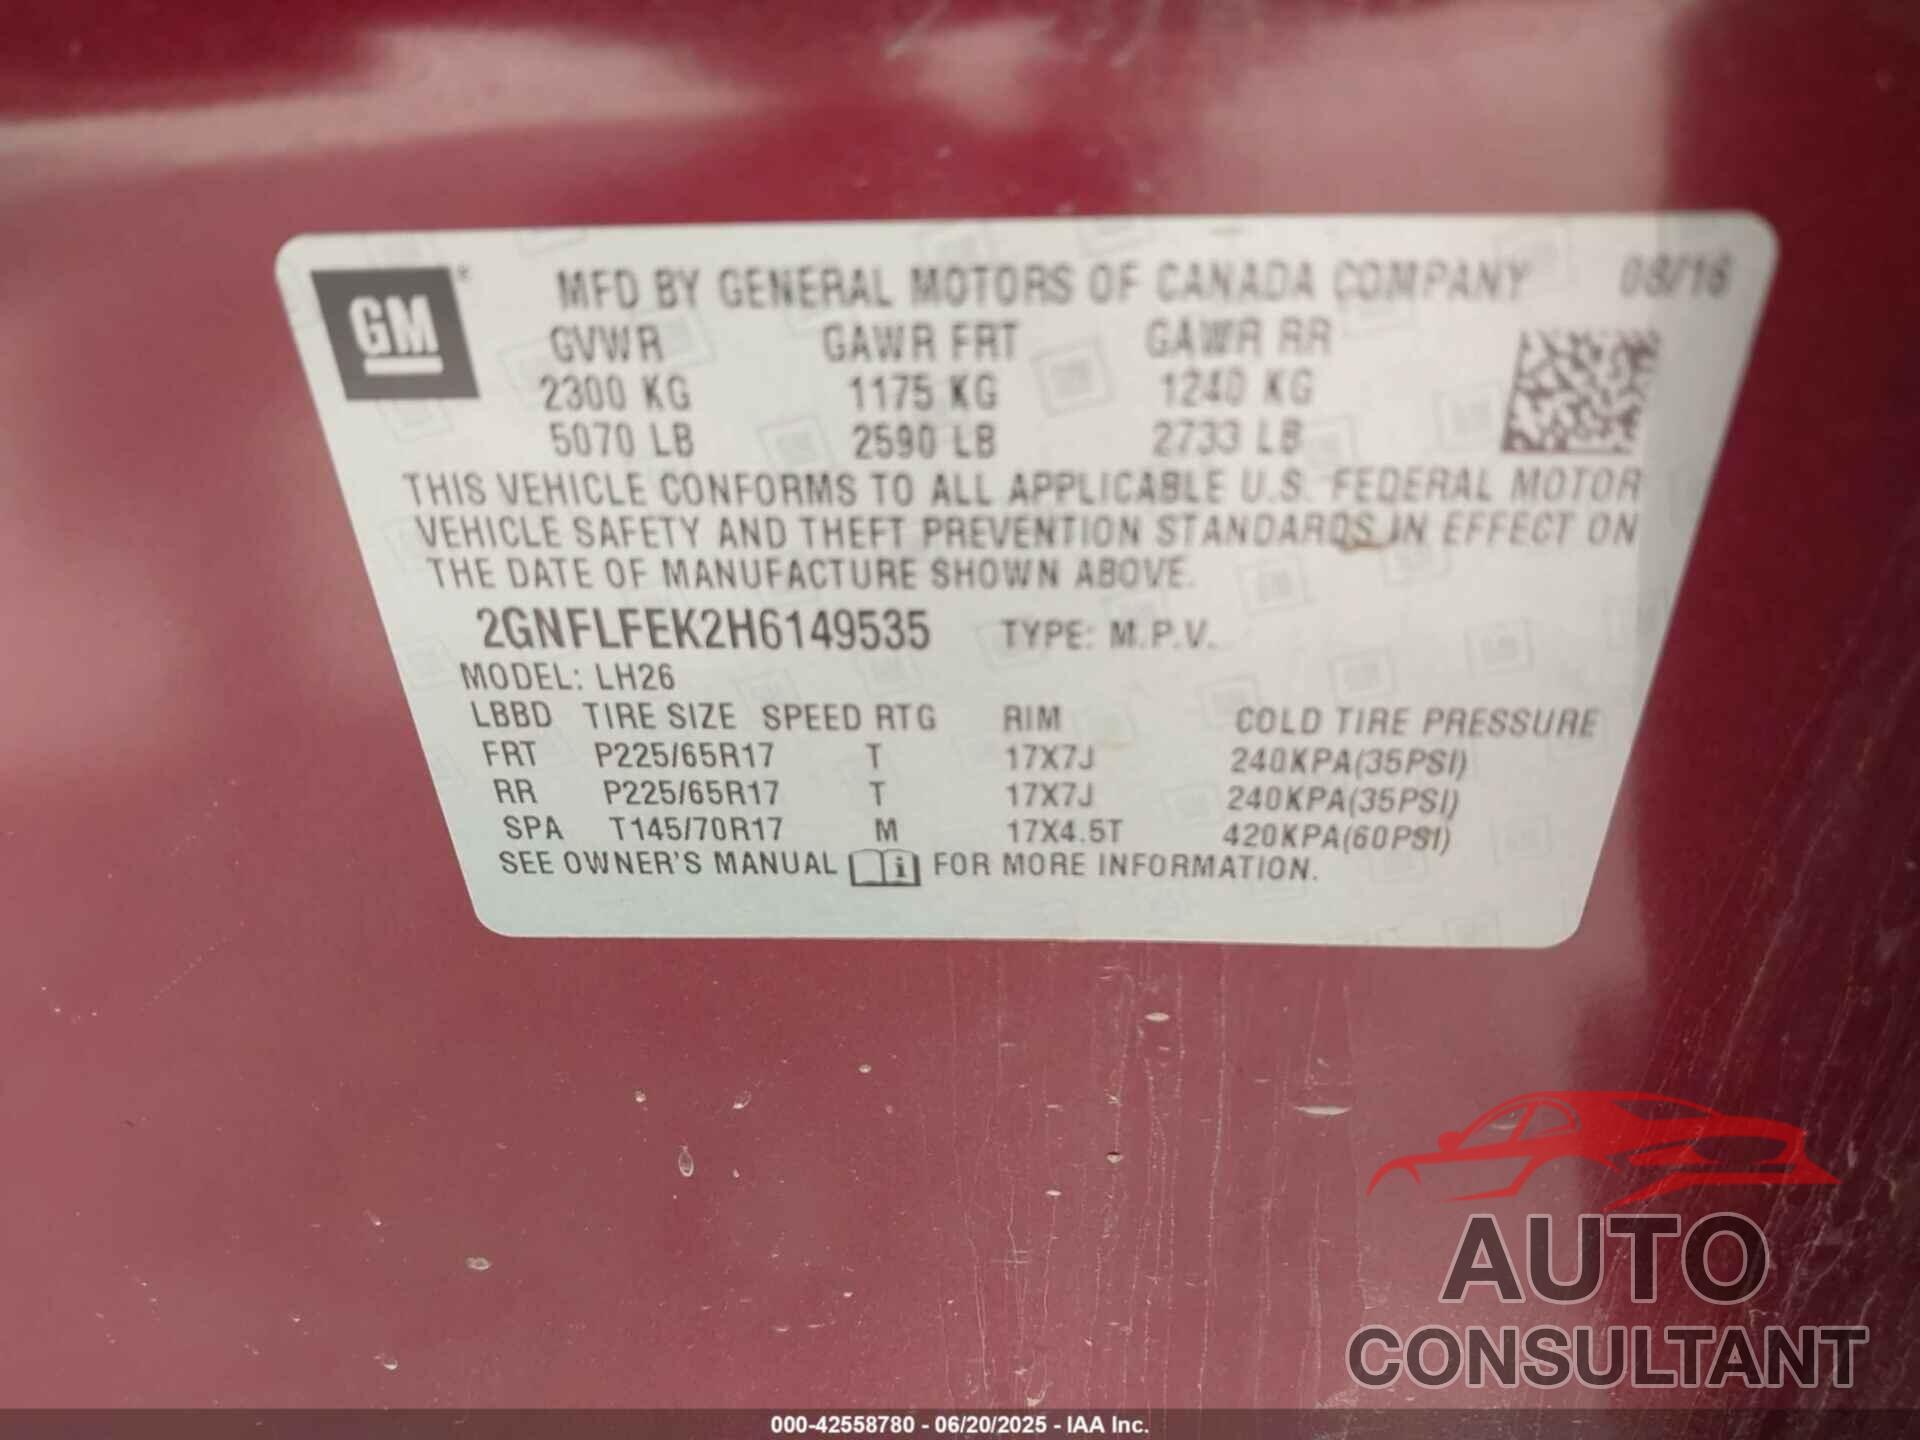 GM ® MFD BY GENERAL MOTORS OF CANADA COMPANY 08/16
GVWR GAWR FRT GAWR RR
2300 KG 1175 KG 1240 KG
5070 LB 2590 LB 2733 LB
THIS VEHICLE CONFORMS TO ALL APPLICABLE U.S. FEDERAL MOTOR
VEHICLE SAFETY AND THEFT PREVENTION STANDARDS IN EFFECT ON
THE DATE OF MANUFACTURE SHOWN ABOVE.
2GNFLFEK2H6149535 TYPE: M.P.V.
MODEL: LH26
LBBD TIRE SIZE SPEED RTG RIM COLD TIRE PRESSURE
FRT P225/65R17 T 17X7J 240KPA(35PSI)
RR P225/65R17 T 17X7J 240KPA(35PSI)
SPA T145/70R17 M 17X4.5T 420KPA(60PSI)
SEE OWNER'S MANUAL i FOR MORE INFORMATION.
AUTO
CONSULTANT
000-42558780 - 06/20/2025 - IAA Inc.